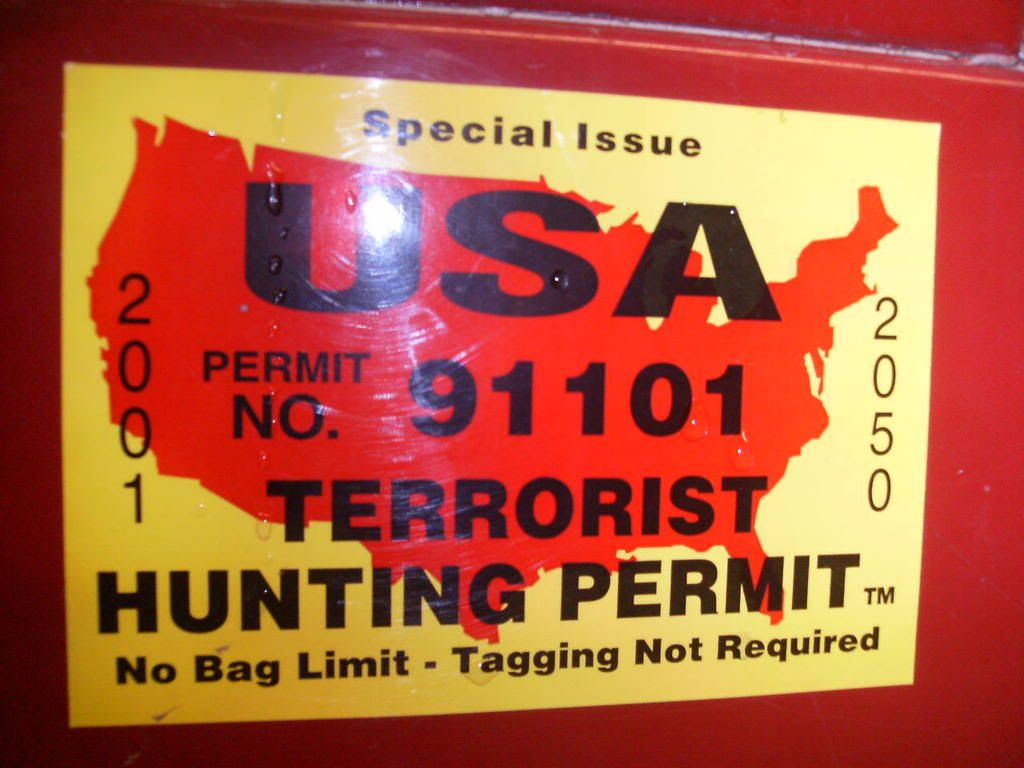 Special Issue
USA
2001
PERMIT NO. 91101
2050
TERRORIST
HUNTING PERMIT™
No Bag Limit - Tagging Not Required